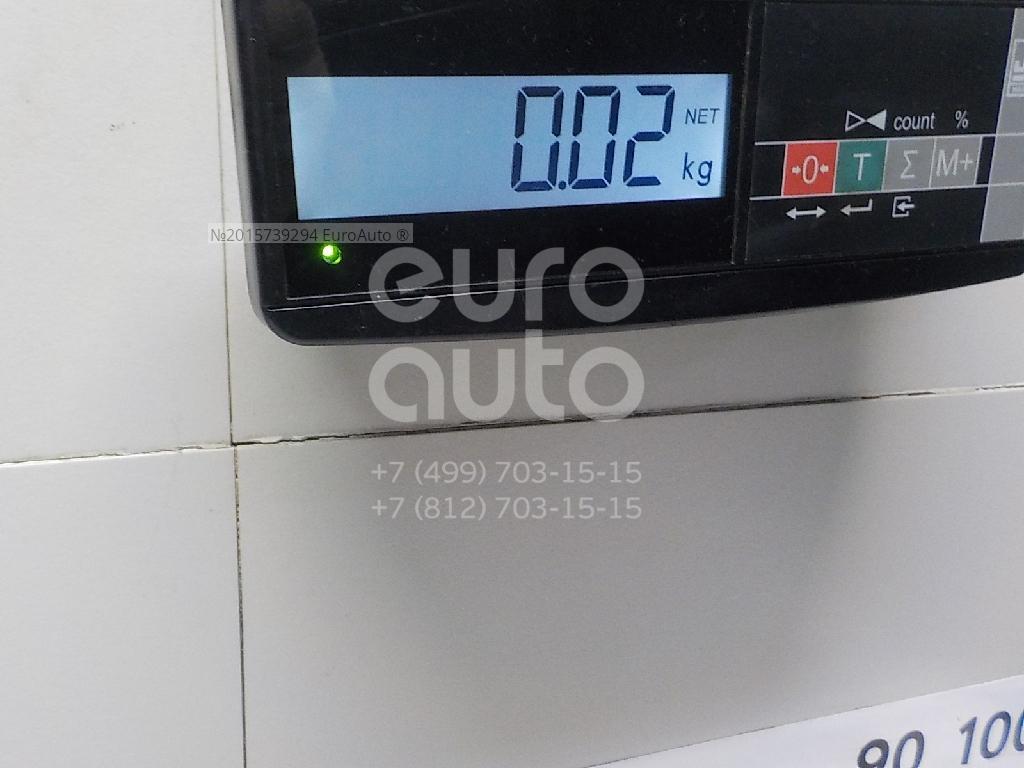 0.02 NET
kg
count %
→0← T Σ M+
№2015739294 EuroAuto ®
euro
auto
+7 (499) 703-15-15
+7 (812) 703-15-15
90 100